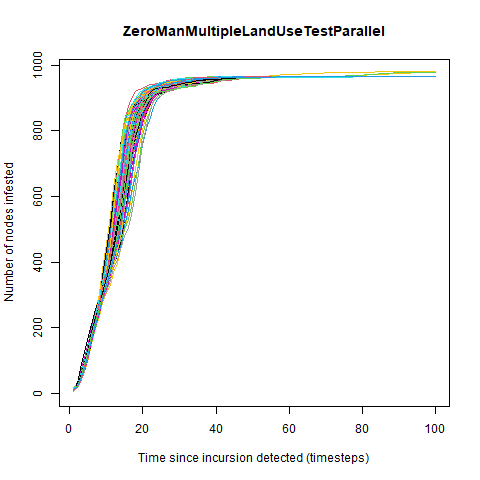 ZeroManMultipleLandUseTestParallel
Number of nodes infested
1000
800
600
400
200
0
0 20 40 60 80 100
Time since incursion detected (timesteps)